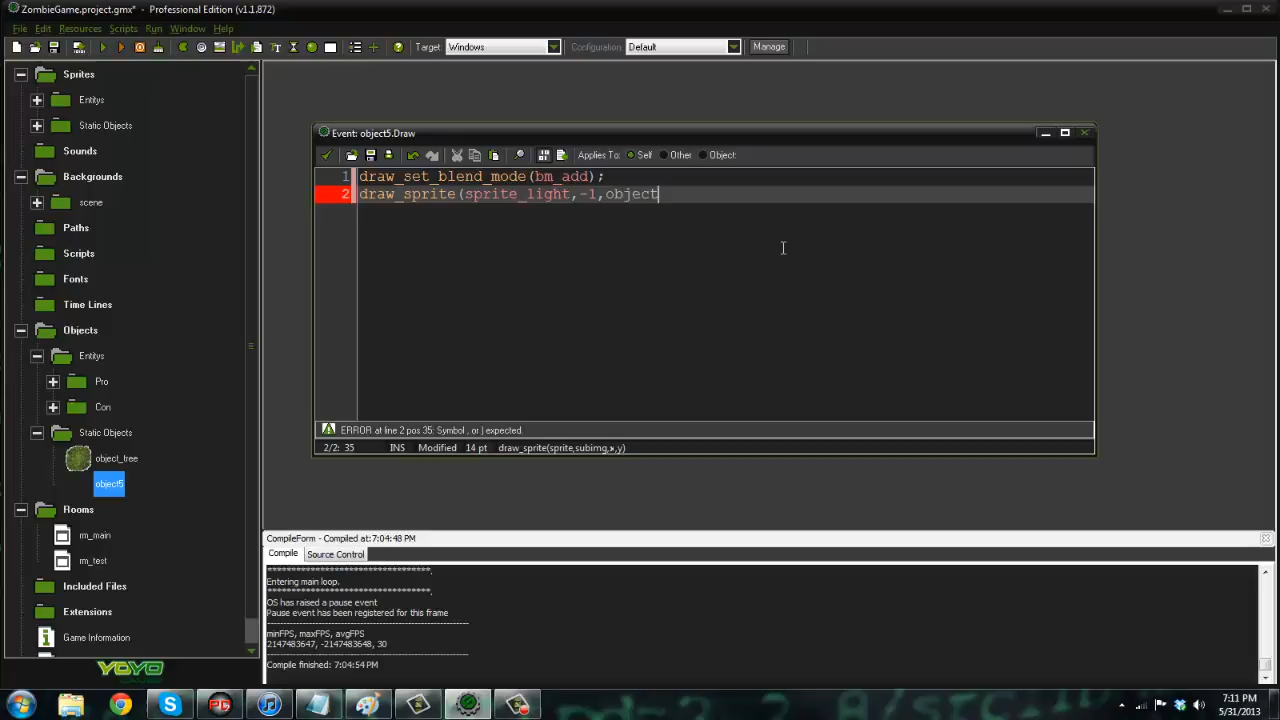 ZombieGame.project.gmx* - Professional Edition (v1.1.872)
File Edit Resources Scripts Run Window Help
Target: Windows Configuration: Default Manage
Sprites
Entitys
Static Objects
Sounds
Backgrounds
scene
Paths
Scripts
Fonts
Time Lines
Objects
Entitys
Pro
Con
Static Objects
object_tree
object5
Rooms
rm_main
rm_test
Included Files
Extensions
Game Information
YOYO
Event: object5.Draw
Applies To: Self Other Object:
1 draw_set_blend_mode(bm_add);
2 draw_sprite(sprite_light,-1,object
ERROR at line 2 pos 35: Symbol , or ) expected.
2/2: 35 INS Modified 14 pt draw_sprite(sprite,subimg,x,y)
CompileForm - Compiled at:7:04:48 PM
Compile Source Control
Entering main loop.
OS has raised a pause event
Pause event has been registered for this frame
minFPS, maxFPS, avgFPS
2147483647, -2147483648, 30
Compile finished: 7:04:54 PM
7:11 PM
5/31/2013